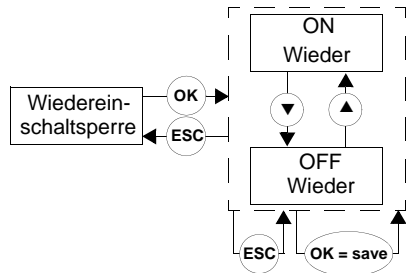 ON
Wieder
Wiederein-
schaltsperre
OK
ESC
▼
▲
OFF
Wieder
ESC
OK = save